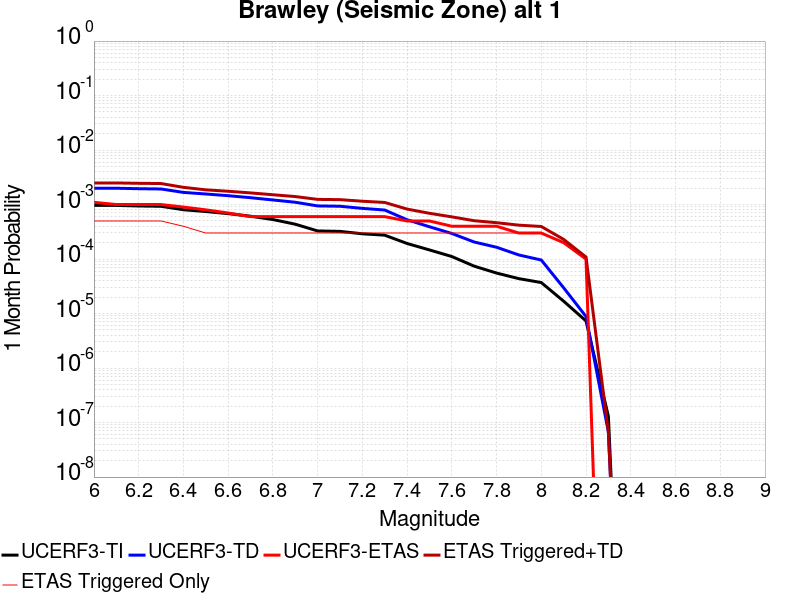 Brawley (Seismic Zone) alt 1
10^0
10^-1
10^-2
10^-3
10^-4
10^-5
10^-6
10^-7
10^-8
1 Month Probability
6 6.2 6.4 6.6 6.8 7 7.2 7.4 7.6 7.8 8 8.2 8.4 8.6 8.8 9
Magnitude
UCERF3-TI UCERF3-TD UCERF3-ETAS ETAS Triggered+TD
ETAS Triggered Only